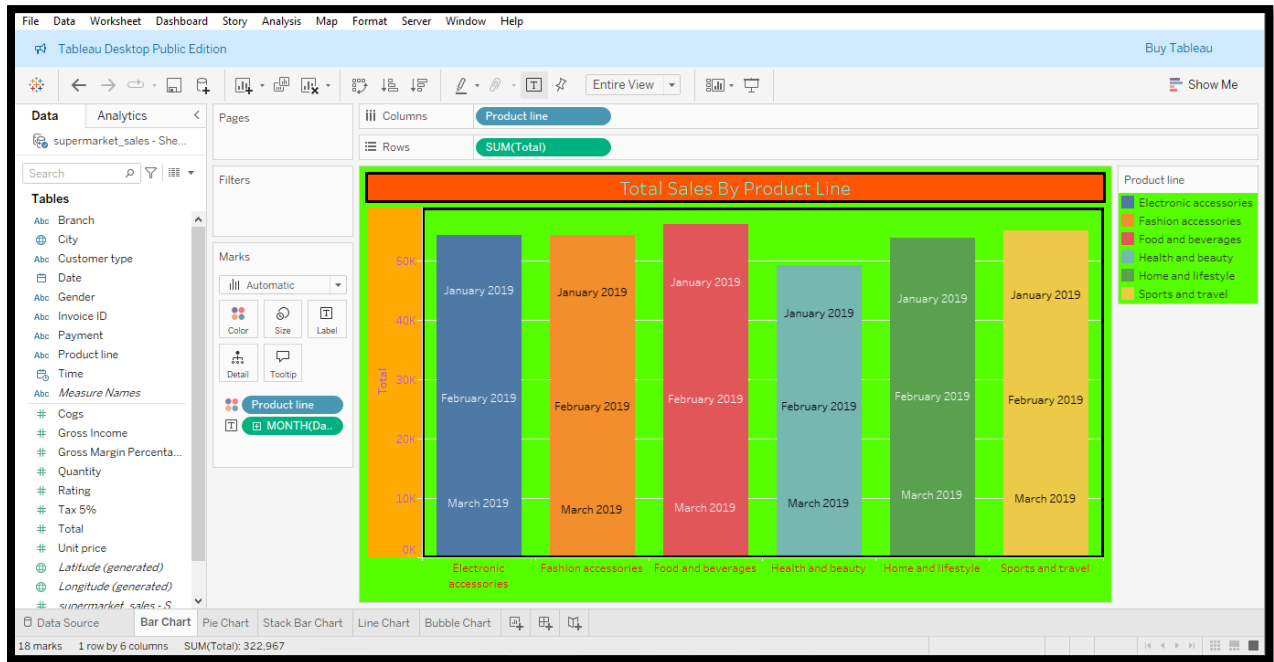 File Data Worksheet Dashboard Story Analysis Map Format Server Window Help
Tableau Desktop Public Edition Buy Tableau
Entire View Show Me
Data Analytics
supermarket_sales - She...
Search
Tables
Abc Branch
City
Abc Customer type
Date
Abc Gender
Abc Invoice ID
Abc Payment
Abc Product line
Time
Abc Measure Names
# Cogs
# Gross Income
# Gross Margin Percenta...
# Quantity
# Rating
# Tax 5%
# Total
# Unit price
Latitude (generated)
Longitude (generated)
# supermarket_sales - S
Pages
Filters
Marks
Automatic
Color Size Label
Detail Tooltip
Product line
MONTH(Da..
Columns Product line
Rows SUM(Total)
Total Sales By Product Line
Total
50K
40K
30K
20K
10K
0K
January 2019 January 2019 January 2019 January 2019 January 2019 January 2019
February 2019 February 2019 February 2019 February 2019 February 2019 February 2019
March 2019 March 2019 March 2019 March 2019 March 2019 March 2019
Electronic
accessories
Fashion accessories Food and beverages Health and beauty Home and lifestyle Sports and travel
Product line
Electronic accessories
Fashion accessories
Food and beverages
Health and beauty
Home and lifestyle
Sports and travel
Data Source Bar Chart Pie Chart Stack Bar Chart Line Chart Bubble Chart
18 marks 1 row by 6 columns SUM(Total): 322,967